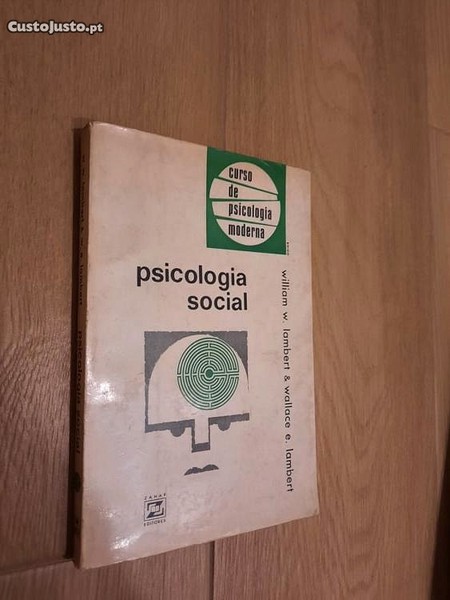 CustoJusto.pt
curso
de
psicologia
moderna
psicologia
social
william w. lambert & wallace e. lambert
ZAHAR
EDITORES